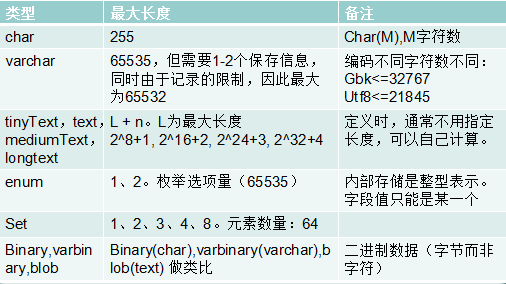 类型 最大长度 备注
char 255 Char(M),M字符数
varchar 65535，但需要1-2个保存信息， 编码不同字符数不同：
同时由于记录的限制，因此最大 Gbk<=32767
为65532 Utf8<=21845
tinyText，text， L + n。L为最大长度 定义时，通常不用指定
mediumText， 2^8+1, 2^16+2, 2^24+3, 2^32+4 长度，可以自己计算。
longtext
enum 1、2。枚举选项量（65535） 内部存储是整型表示。
字段值只能是某一个
Set 1、2、3、4、8。元素数量：64
Binary,varbin Binary(char),varbinary(varchar),b 二进制数据（字节而非
ary,blob lob(text) 做类比 字符）